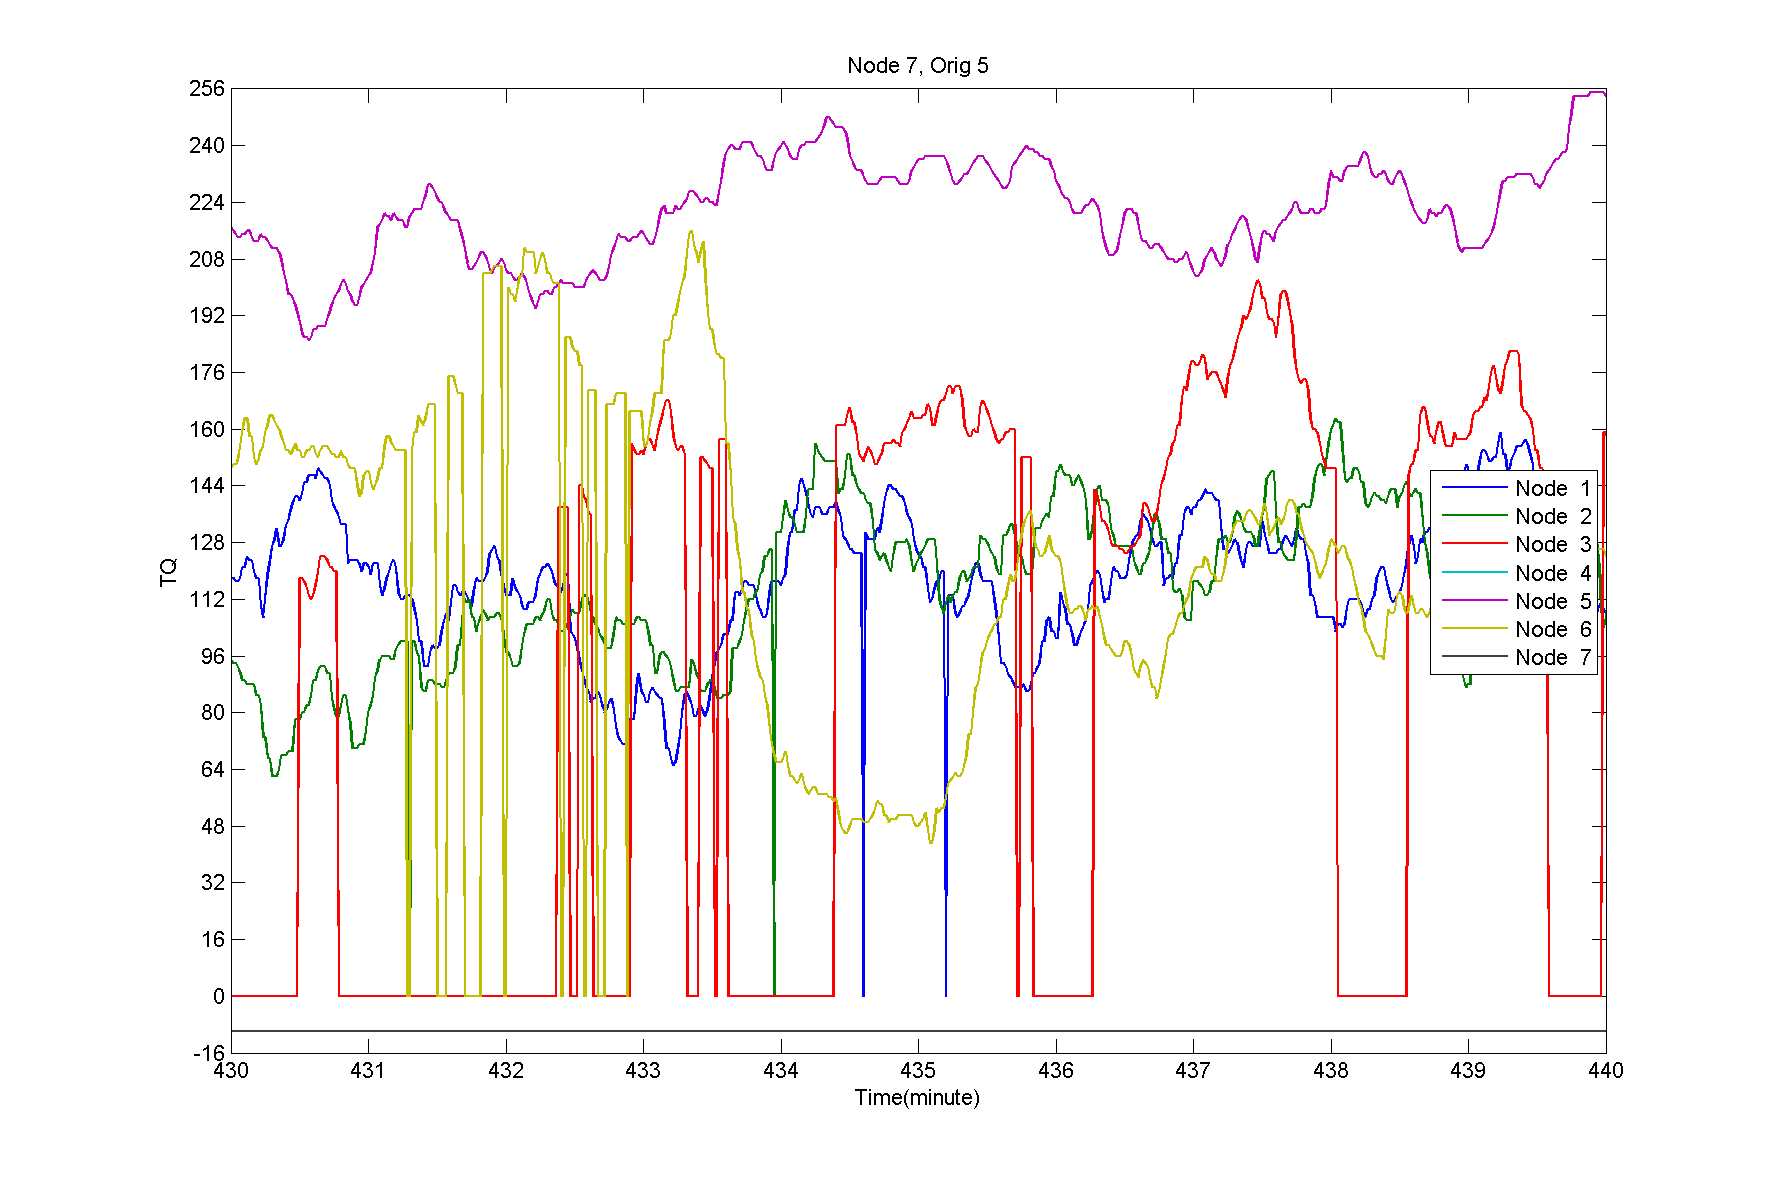 Node 7, Orig 5
256
240
224
208
192
176
160
144
128
112
96
80
64
48
32
16
0
-16
TQ
430 431 432 433 434 435 436 437 438 439 440
Time(minute)
Node 1
Node 2
Node 3
Node 4
Node 5
Node 6
Node 7